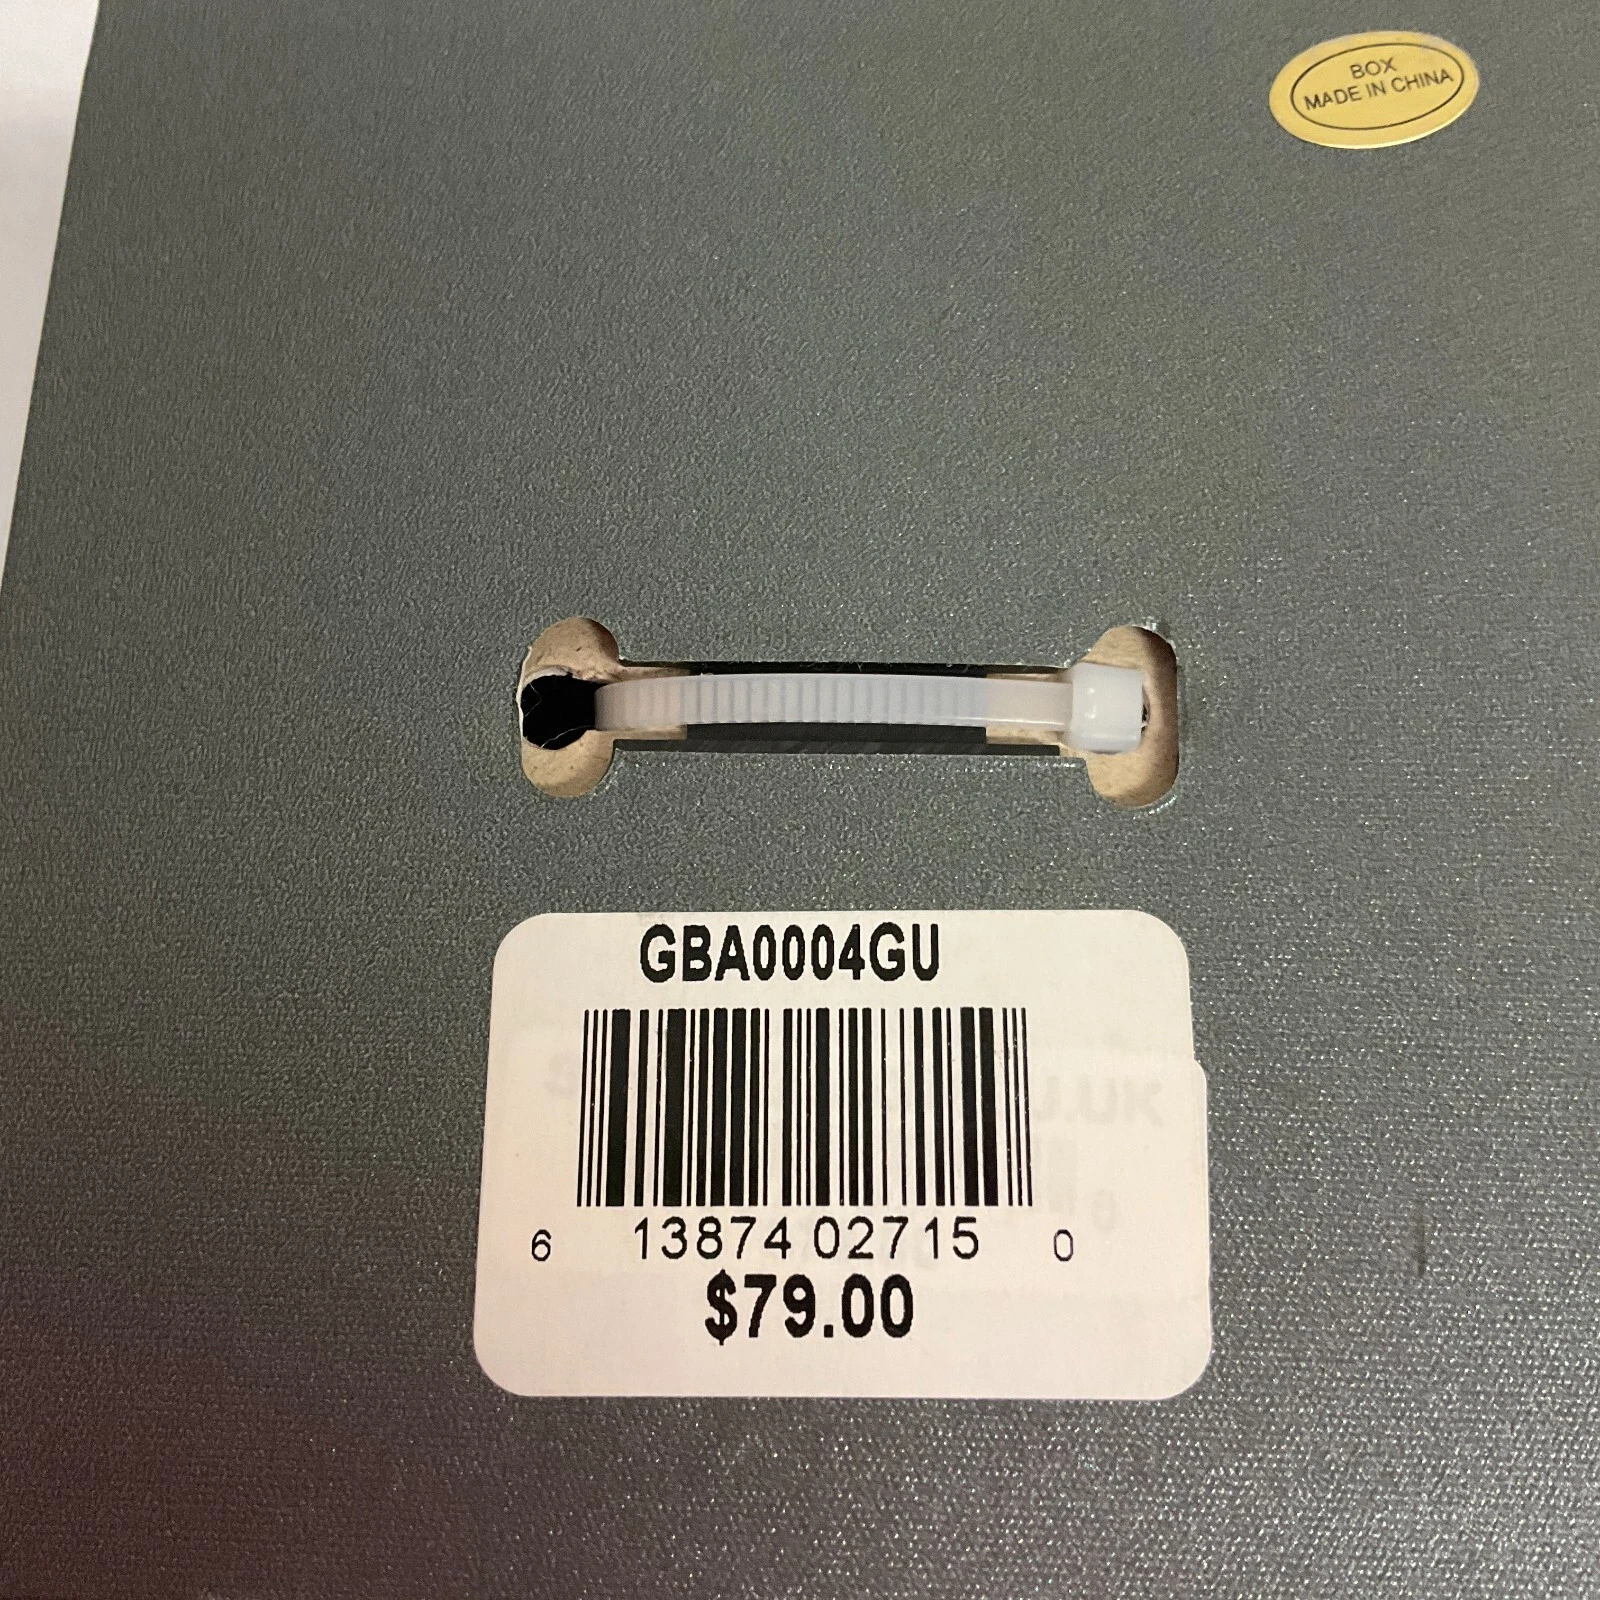 BOX
MADE IN CHINA
GBA0004GU
6 13874 02715 0
$79.00